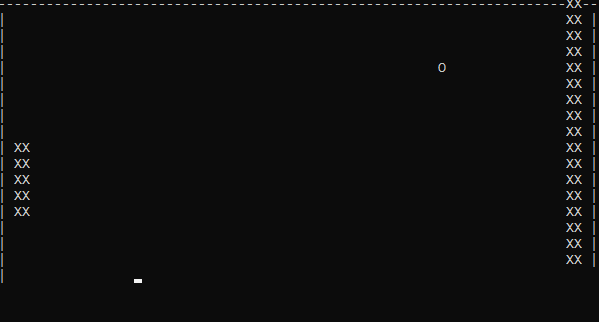 -----------------------------------------------------------------------XX--
|                                                                      XX |
|                                                                      XX |
|                                                                      XX |
|                                                      O               XX |
|                                                                      XX |
|                                                                      XX |
|                                                                      XX |
|                                                                      XX |
| XX                                                                   XX |
| XX                                                                   XX |
| XX                                                                   XX |
| XX                                                                   XX |
| XX                                                                   XX |
|                                                                      XX |
|                                                                      XX |
|                                                                      XX |
|